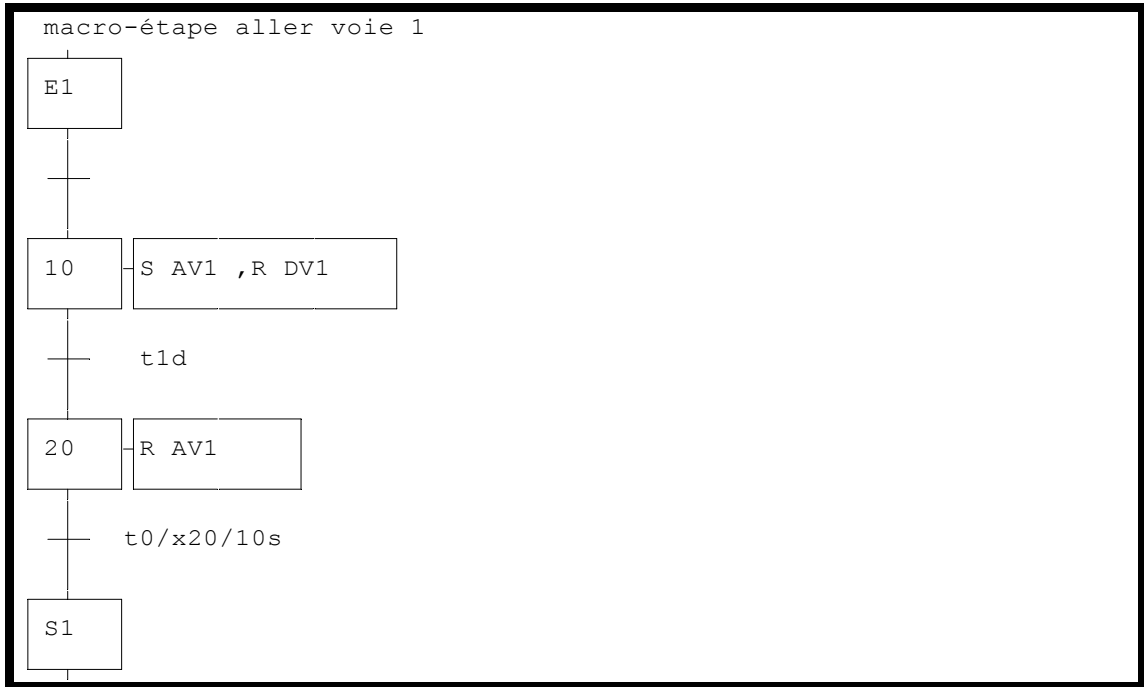 macro-étape aller voie 1
E1
10 S AV1 ,R DV1
t1d
20 R AV1
t0/x20/10s
S1